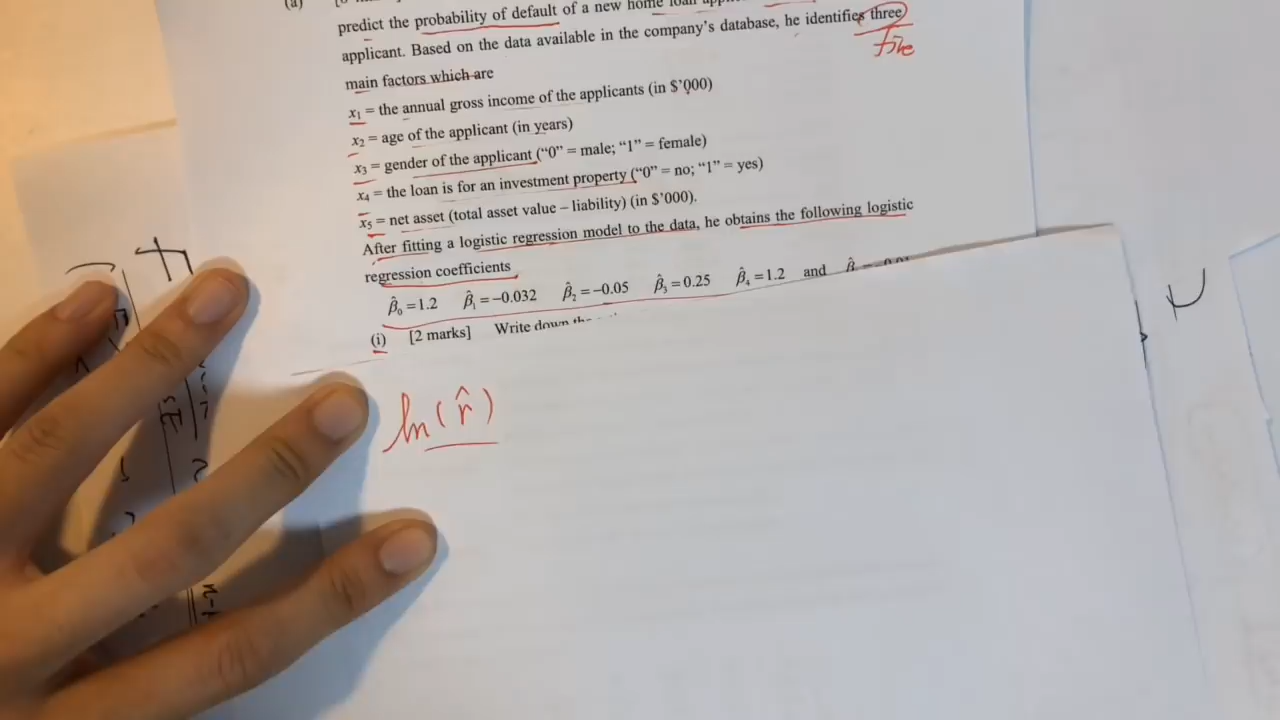 (a)
predict the probability of default of a new home loan
applicant. Based on the data available in the company's database, he identifies three
five
main factors which are
x₁ = the annual gross income of the applicants (in $'000)
x₂ = age of the applicant (in years)
x₃ = gender of the applicant ("0" = male; "1" = female)
x₄ = the loan is for an investment property ("0" = no; "1" = yes)
x₅ = net asset (total asset value – liability) (in $'000).
After fitting a logistic regression model to the data, he obtains the following logistic
regression coefficients
β̂₀ = 1.2 β̂₁ = −0.032 β̂₂ = −0.05 β̂₃ = 0.25 β̂₄ = 1.2 and
(i) [2 marks] Write down the
ln(r̂)